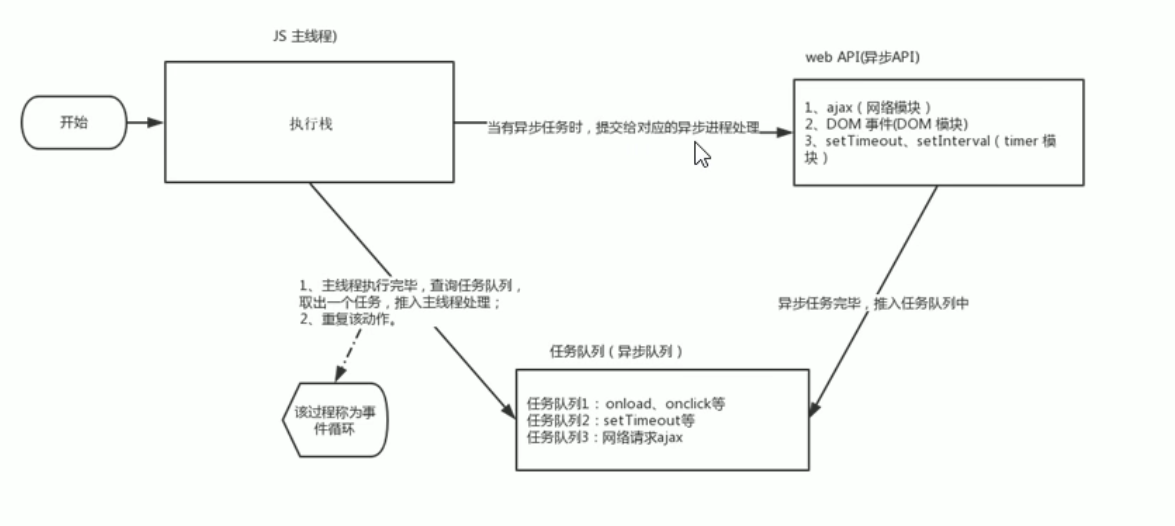 JS 主线程)
web API(异步API)
开始
执行栈
当有异步任务时，提交给对应的异步进程处理
1、ajax（网络模块）
2、DOM 事件(DOM 模块)
3、setTimeout、setInterval（timer 模
块）
1、主线程执行完毕，查询任务队列，
取出一个任务，推入主线程处理；
2、重复该动作。
异步任务完毕，推入任务队列中
任务队列（异步队列）
该过程称为事
件循环
任务队列1：onload、onclick等
任务队列2：setTimeout等
任务队列3：网络请求ajax